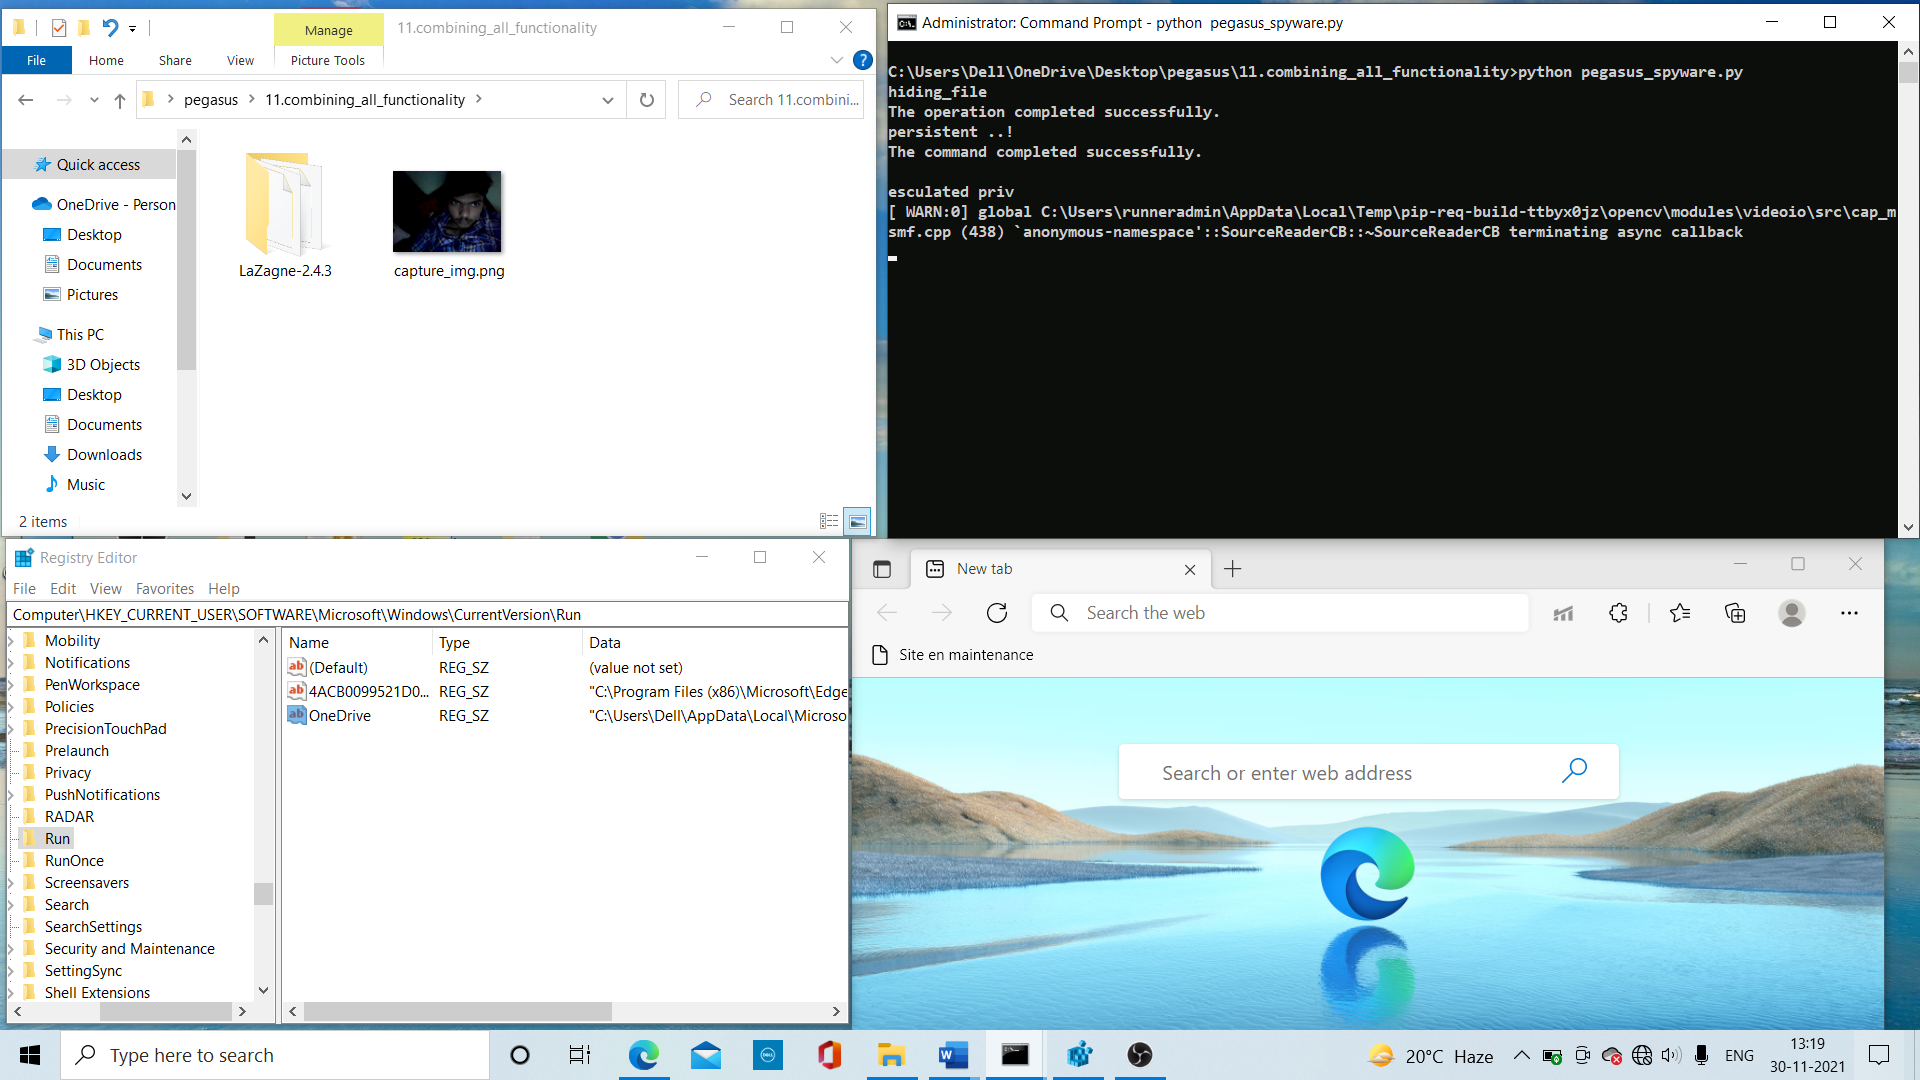 Manage
11.combining_all_functionality
File
Home
Share
View
Picture Tools
pegasus
11.combining_all_functionality
Search 11.combini...
Quick access
OneDrive - Person
Desktop
Documents
Pictures
This PC
3D Objects
Desktop
Documents
Downloads
Music
LaZagne-2.4.3
capture_img.png
2 items
Administrator: Command Prompt - python  pegasus_spyware.py
C:\Users\Dell\OneDrive\Desktop\pegasus\11.combining_all_functionality>python pegasus_spyware.py
hiding_file
The operation completed successfully.
persistent ..!
The command completed successfully.
esculated priv
[ WARN:0] global C:\Users\runneradmin\AppData\Local\Temp\pip-req-build-ttbyx0jz\opencv\modules\videoio\src\cap_m
smf.cpp (438) `anonymous-namespace'::SourceReaderCB::~SourceReaderCB terminating async callback
Registry Editor
File Edit View Favorites Help
Computer\HKEY_CURRENT_USER\SOFTWARE\Microsoft\Windows\CurrentVersion\Run
Mobility
Notifications
PenWorkspace
Policies
PrecisionTouchPad
Prelaunch
Privacy
PushNotifications
RADAR
Run
RunOnce
Screensavers
Search
SearchSettings
Security and Maintenance
SettingSync
Shell Extensions
Name Type Data
(Default) REG_SZ (value not set)
4ACB0099521D0... REG_SZ "C:\Program Files (x86)\Microsoft\Edge
OneDrive REG_SZ "C:\Users\Dell\AppData\Local\Microso
New tab
Search the web
Site en maintenance
Search or enter web address
Type here to search
DELL
20°C Haze
ENG
13:19
30-11-2021